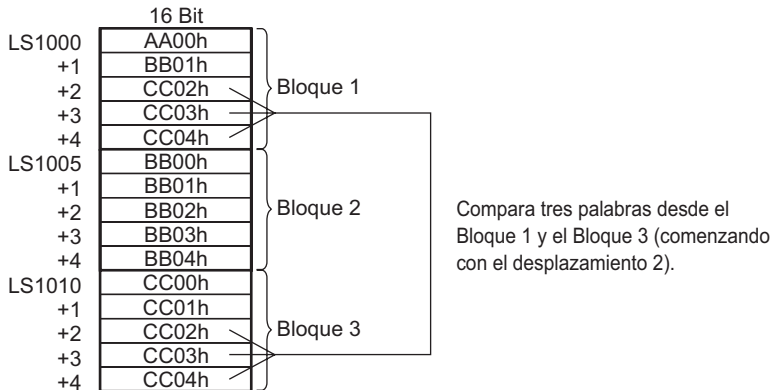 16 Bit
LS1000 AA00h
+1 BB01h
+2 CC02h Bloque 1
+3 CC03h
+4 CC04h
LS1005 BB00h
+1 BB01h
+2 BB02h Bloque 2
+3 BB03h
+4 BB04h
LS1010 CC00h
+1 CC01h
+2 CC02h Bloque 3
+3 CC03h
+4 CC04h
Compara tres palabras desde el
Bloque 1 y el Bloque 3 (comenzando
con el desplazamiento 2).